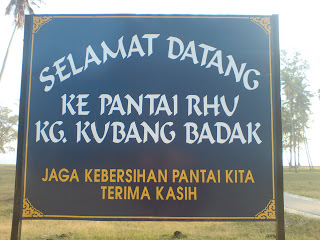 SELAMAT DATANG
KE PANTAI RHU
KG. KUBANG BADAK
JAGA KEBERSIHAN PANTAI KITA
TERIMA KASIH